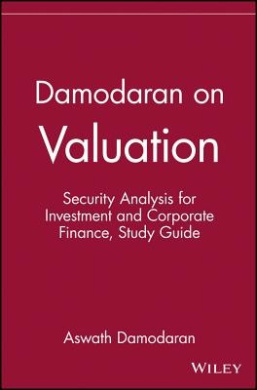 Damodaran on
Valuation
Security Analysis for
Investment and Corporate
Finance, Study Guide
Aswath Damodaran
WILEY